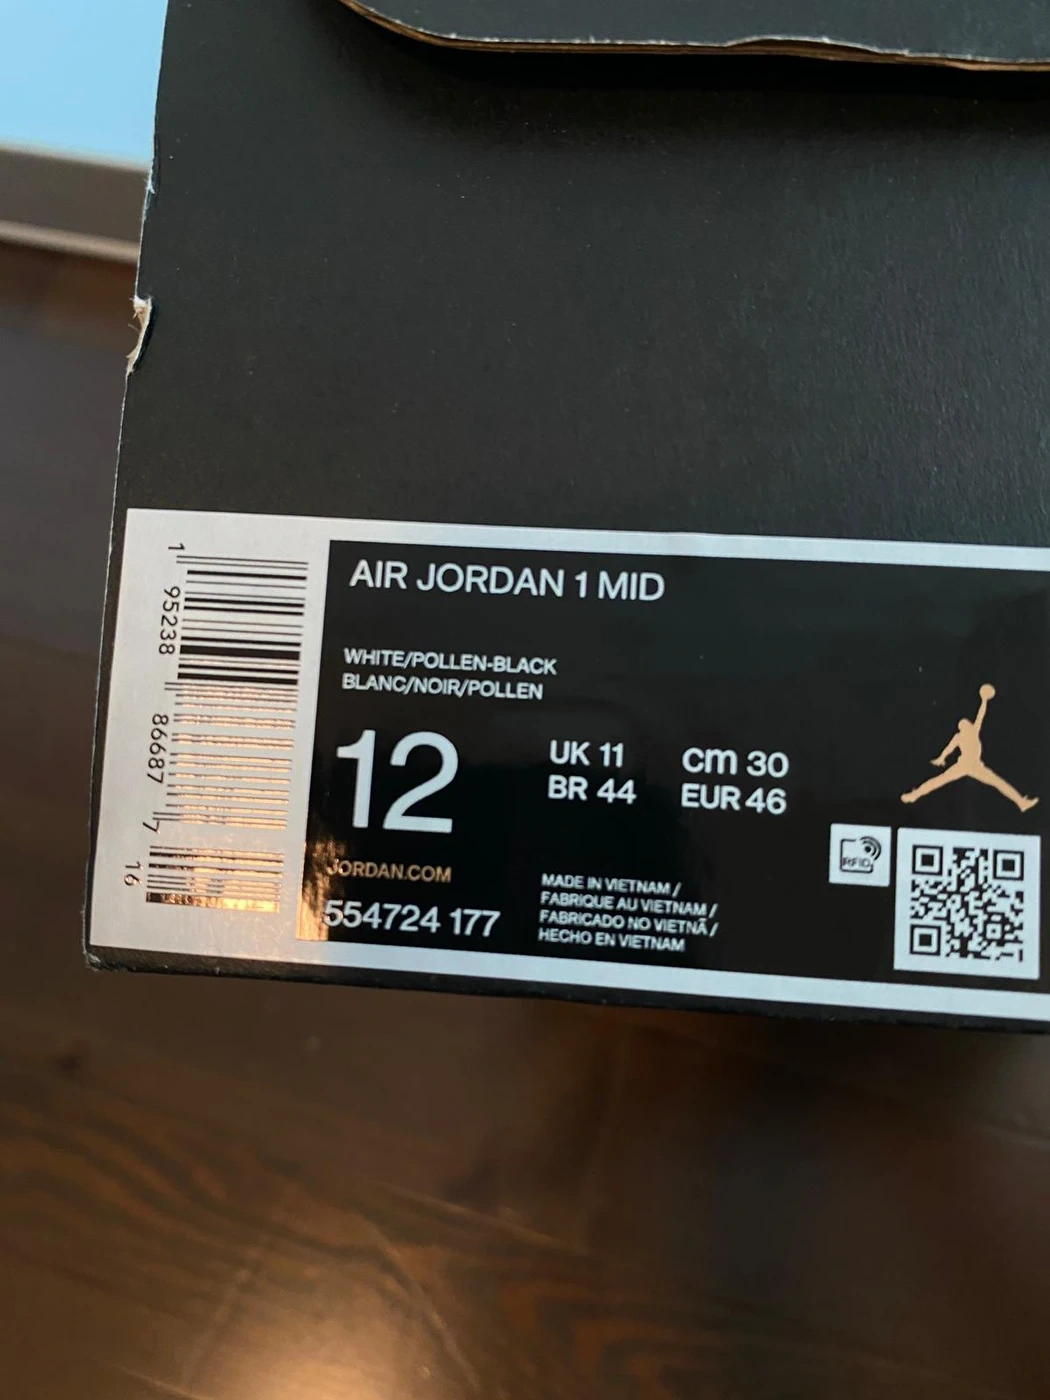 AIR JORDAN 1 MID
WHITE/POLLEN-BLACK
BLANC/NOIR/POLLEN
12
UK 11
BR 44
cm 30
EUR 46
JORDAN.COM
554724 177
MADE IN VIETNAM /
FABRIQUE AU VIETNAM /
FABRICADO NO VIETNÃ /
HECHO EN VIETNAM
RFID
1 95238 86687 7
16